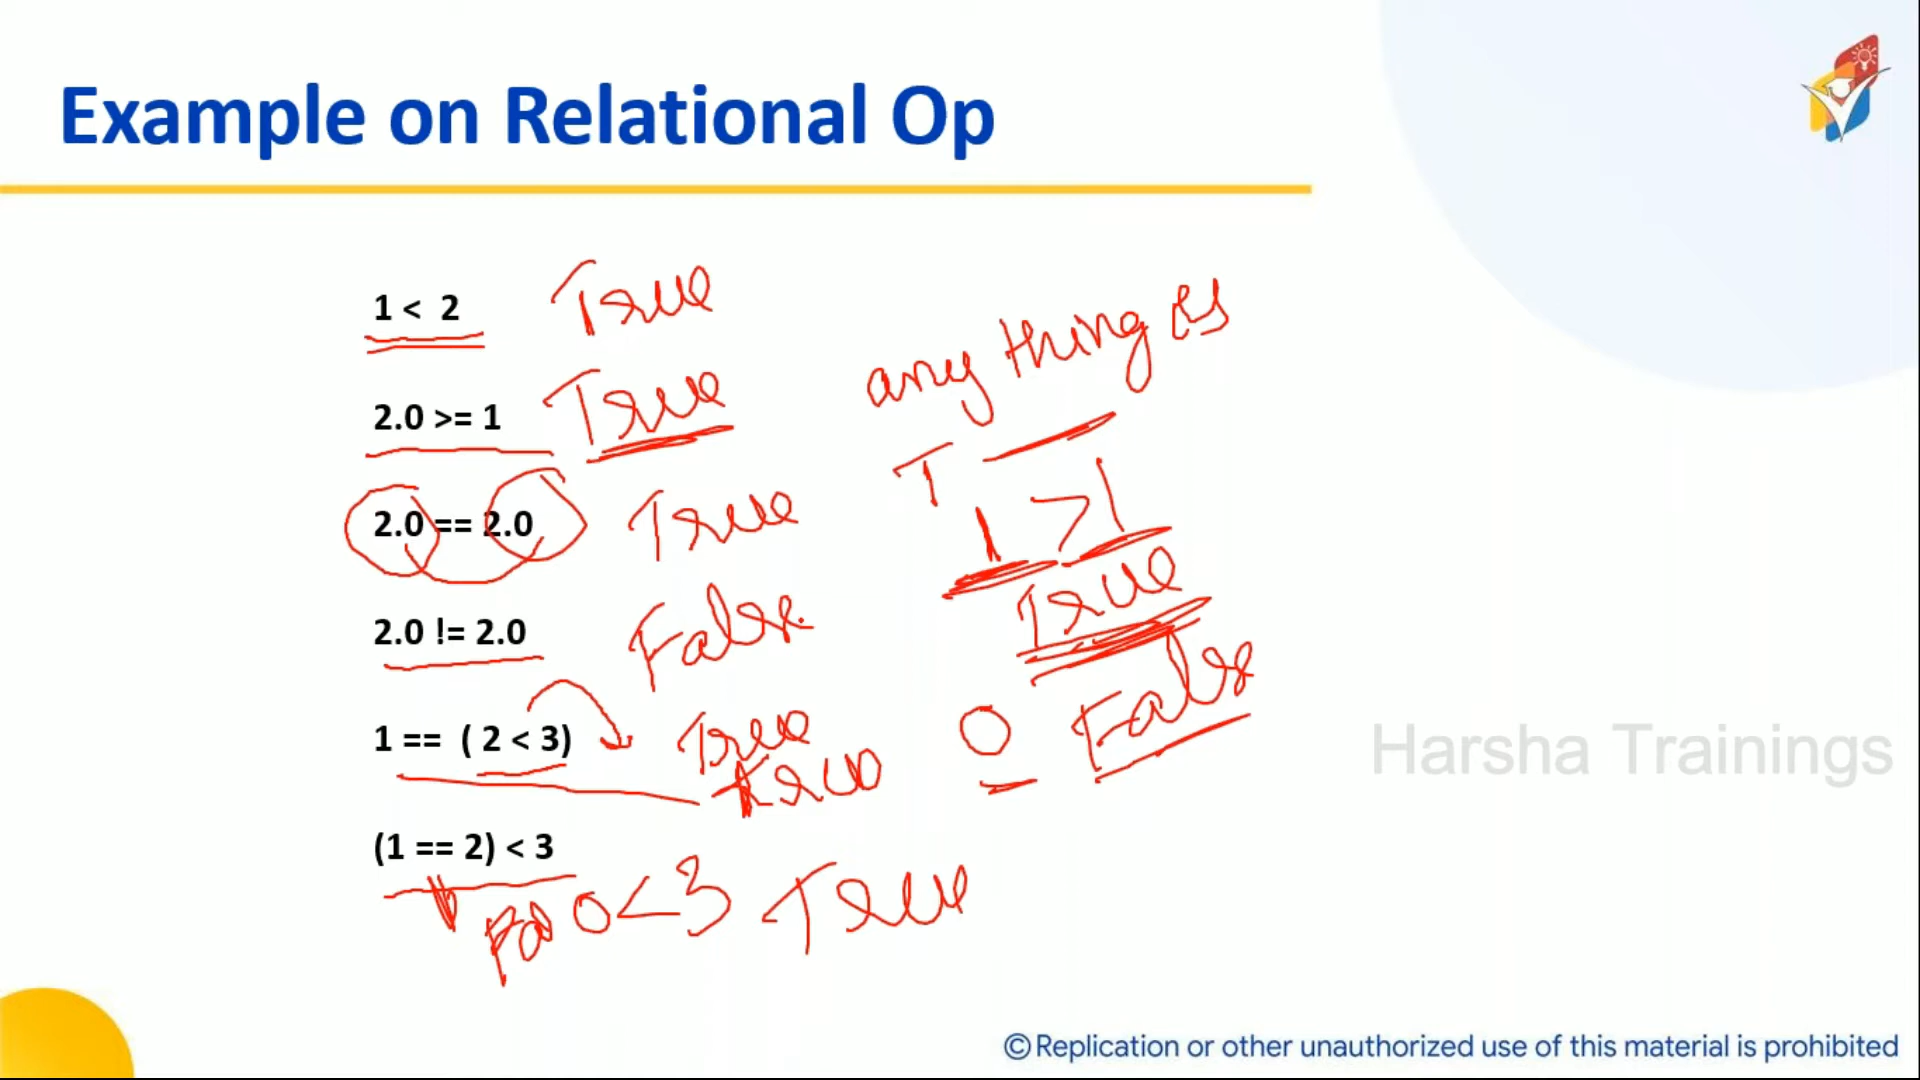 Example on Relational Op
1 < 2 True
any thing is
2.0 >= 1 True
T
1 > 1
2.0 == 2.0 True
True
2.0 != 2.0 False
False
1 == ( 2 < 3) True
True
0
Harsha Trainings
(1 == 2) < 3
Fal 0<3 True
©Replication or other unauthorized use of this material is prohibited